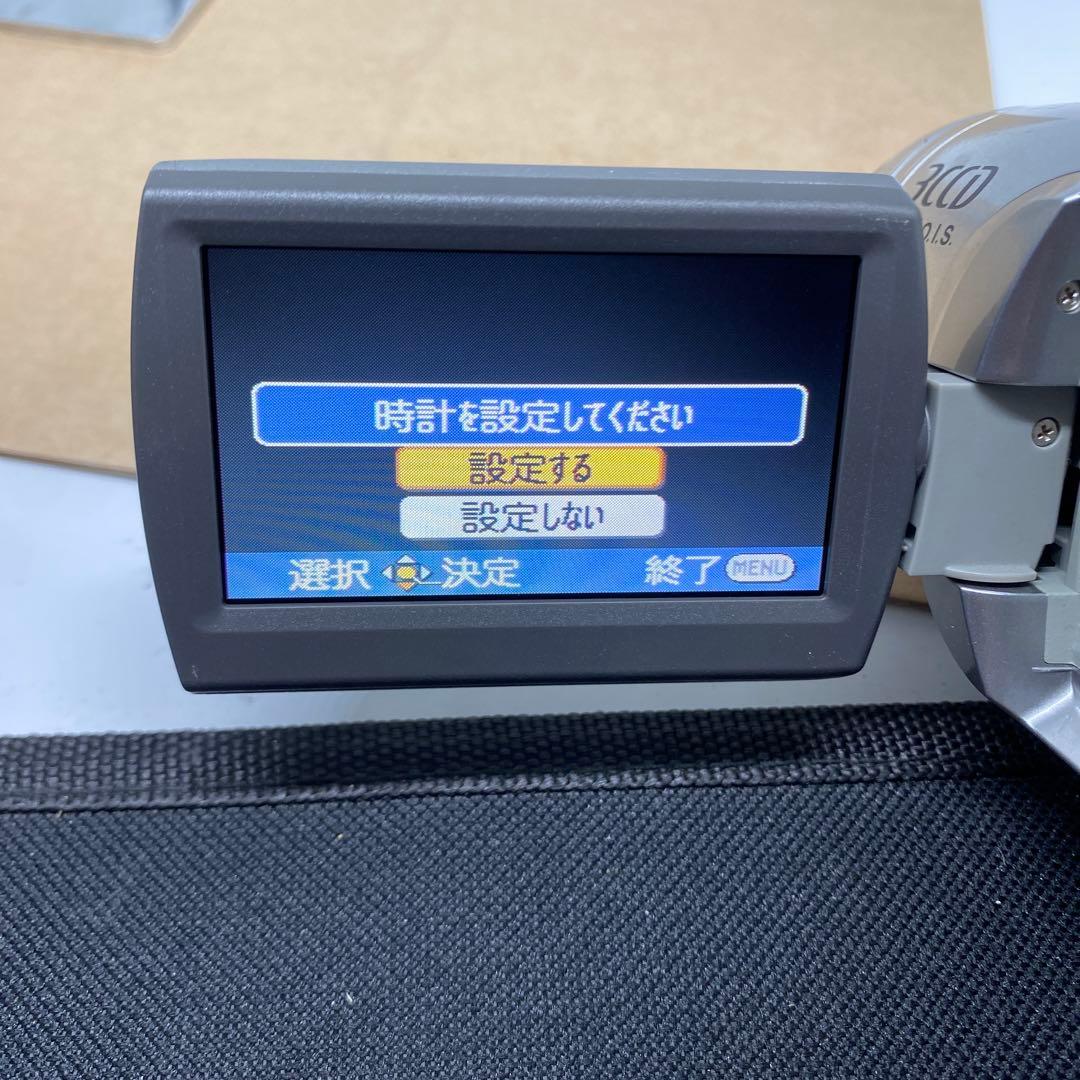 3CCD
O.I.S.
時計を設定してください
設定する
設定しない
選択 決定 終了 MENU